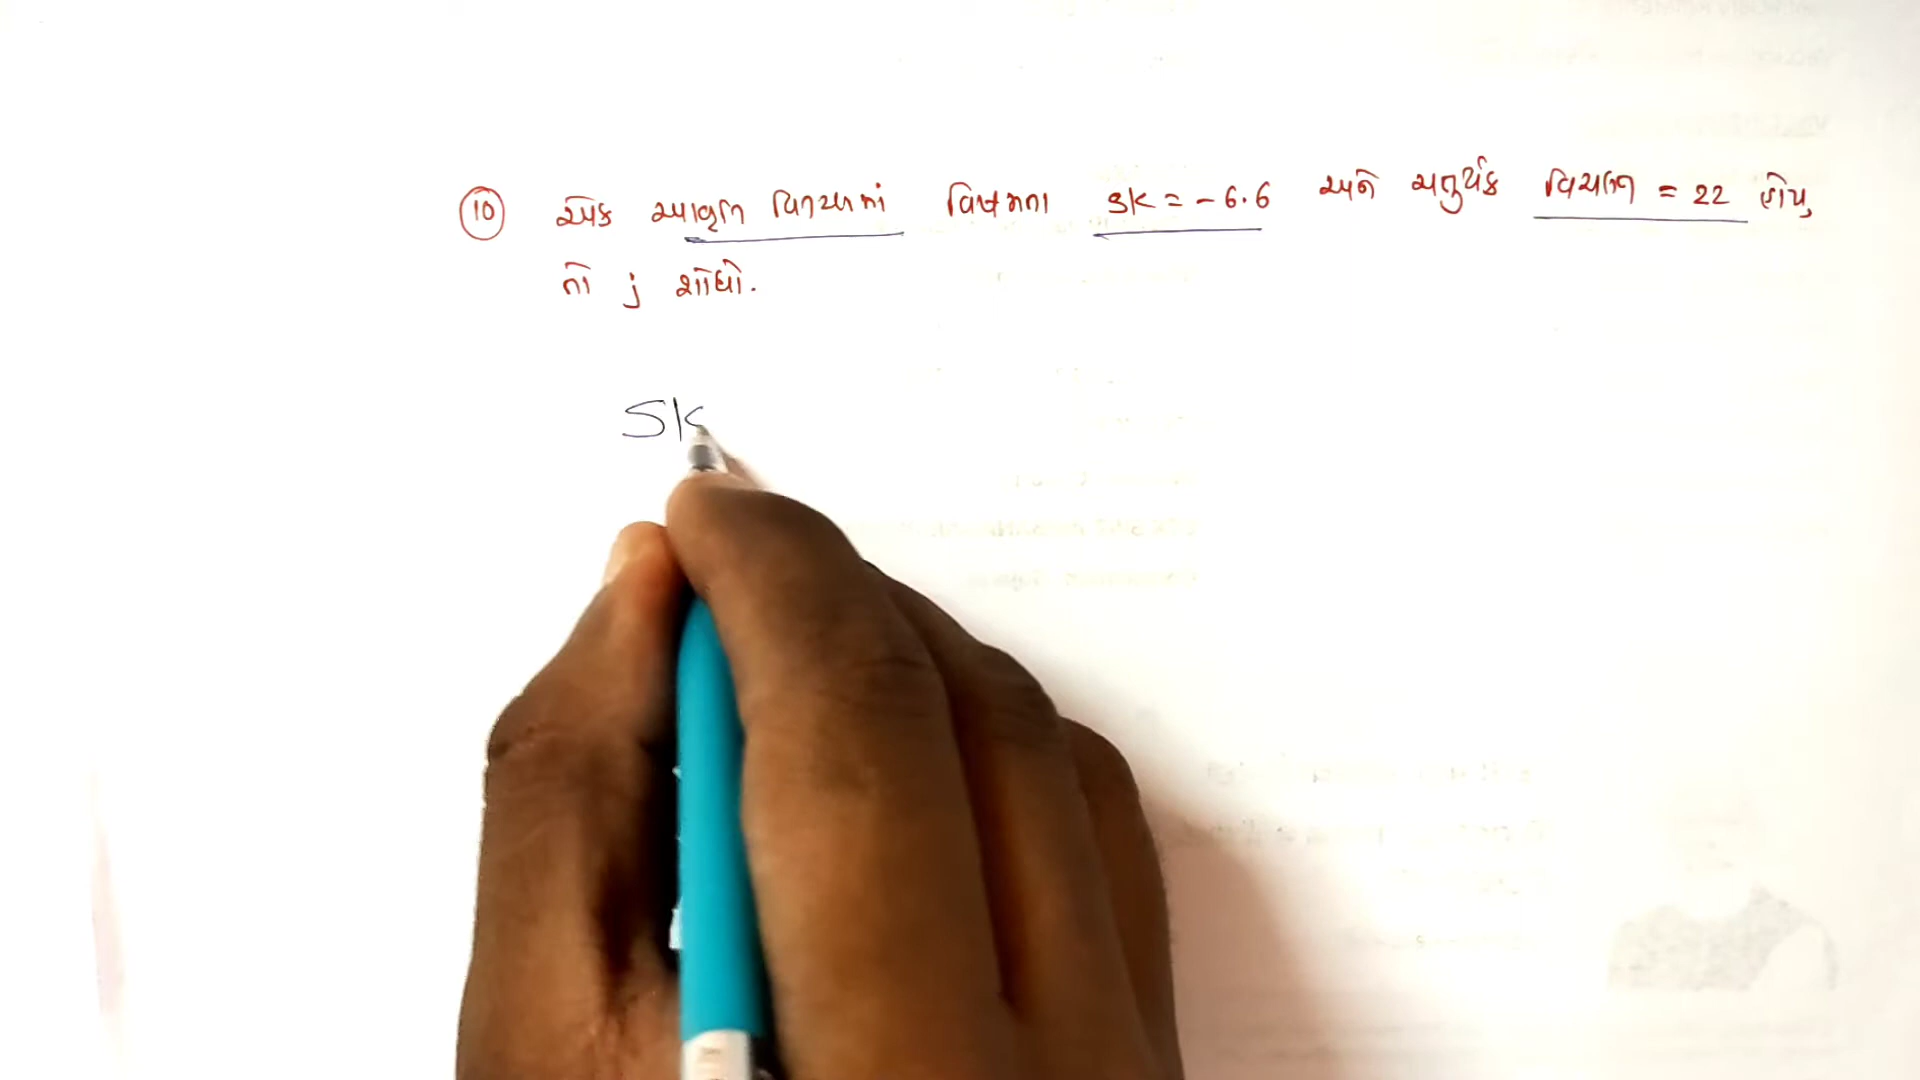 10 એક આવૃત્તિ વિતરણમાં વિષમતા SK = - 6.6 અને ચતુર્થક વિચલન = 22 હોય,
તો j શોધો.
SK